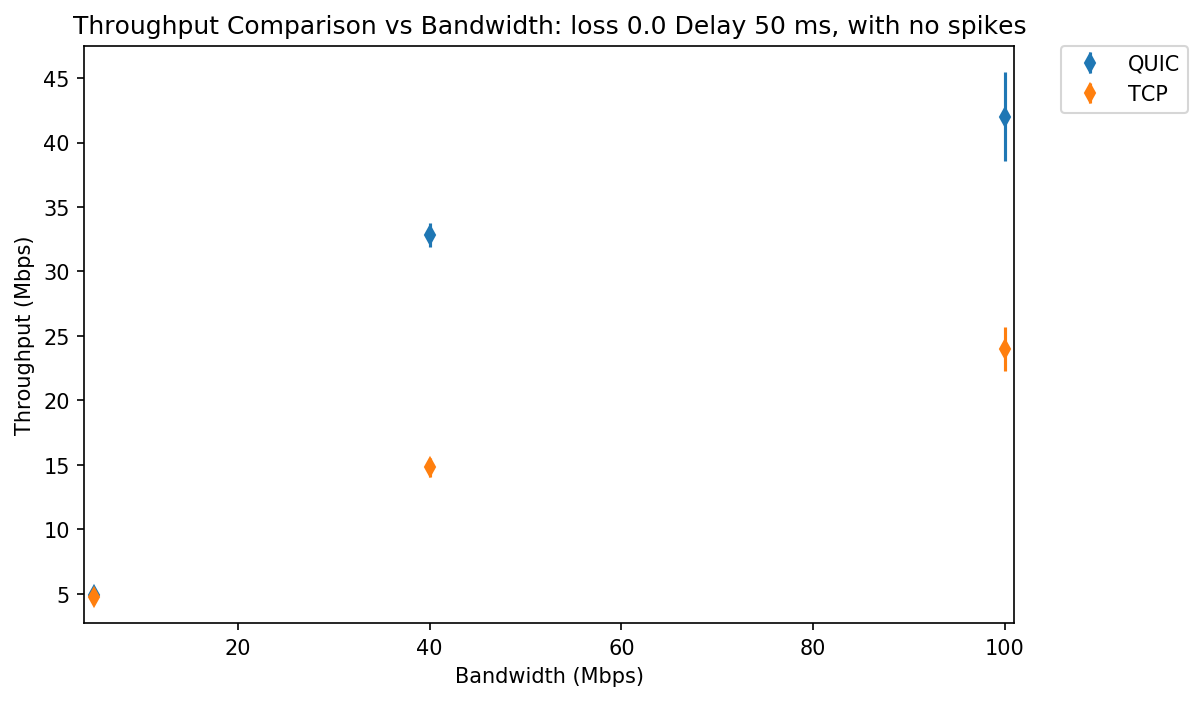 Throughput Comparison vs Bandwidth: loss 0.0 Delay 50 ms, with no spikes
QUIC
TCP
Throughput (Mbps)
45
40
35
30
25
20
15
10
5
20 40 60 80 100
Bandwidth (Mbps)